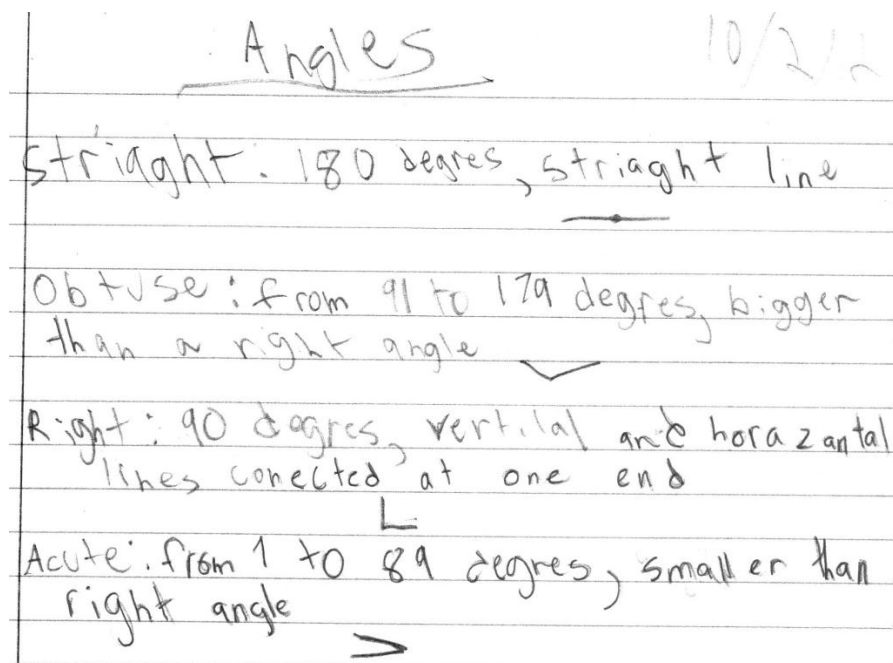 Angles 10/2/2
Striaght: 180 degres, striaght line
Obtuse: from 91 to 179 degres, bigger
than a right angle
Right: 90 degres, vertical and horazantal
lines conected at one end
Acute: from 1 to 89 degres, smaller than
right angle